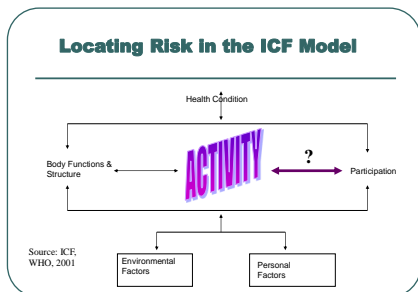 Locating Risk in the ICF Model
Health Condition
Body Functions &
Structure
ACTIVITY
?
Participation
Source: ICF,
WHO, 2001
Environmental
Factors
Personal
Factors